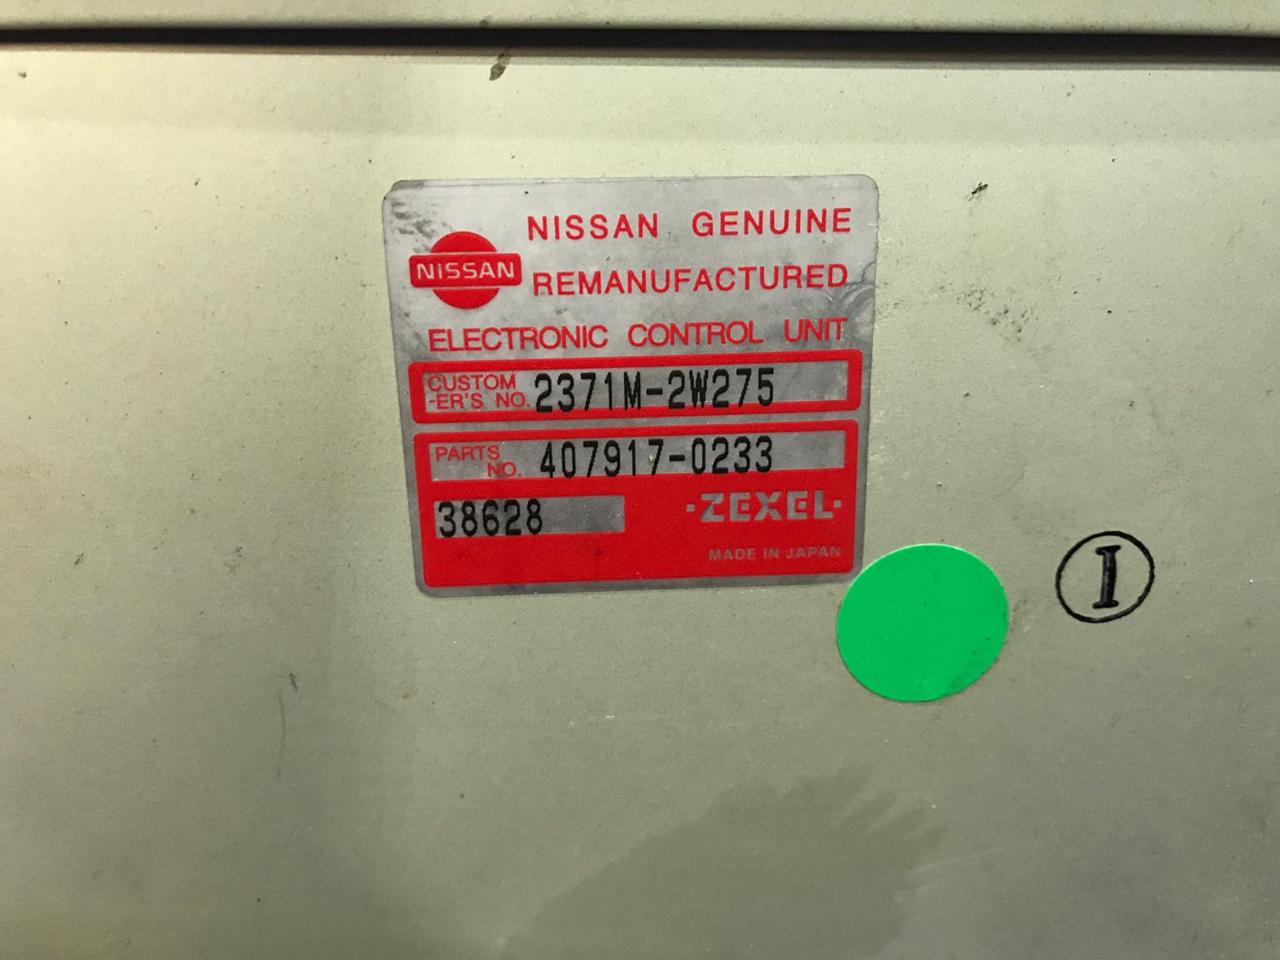 NISSAN GENUINE
NISSAN
REMANUFACTURED
ELECTRONIC CONTROL UNIT
CUSTOM
-ER'S NO. 2371M-2W275
PARTS
NO. 407917-0233
38628
·ZEXEL·
MADE IN JAPAN
I